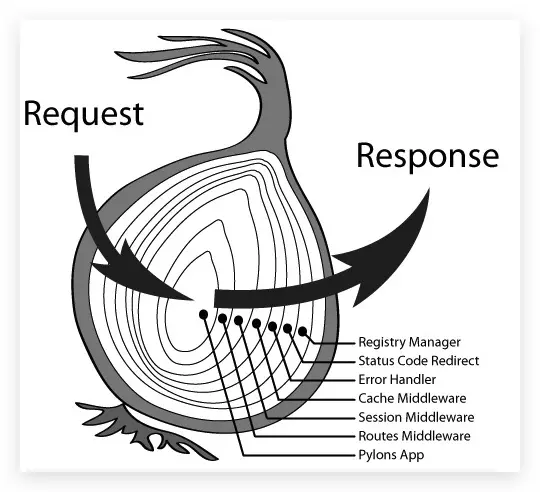 Request
Response
Registry Manager
Status Code Redirect
Error Handler
Cache Middleware
Session Middleware
Routes Middleware
Pylons App